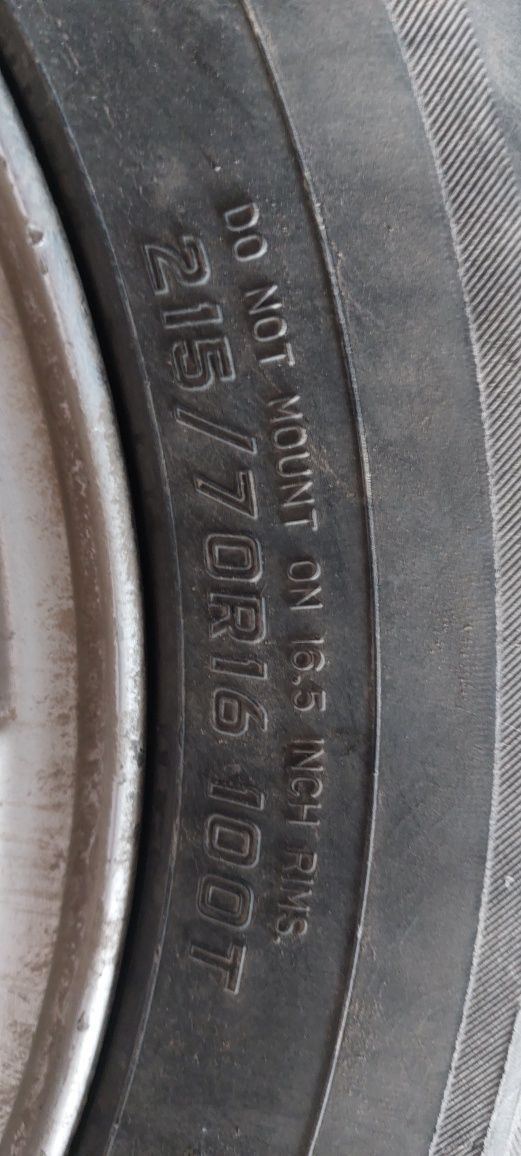 DO NOT MOUNT ON 16.5 INCH RIMS.
215/70R16 100T